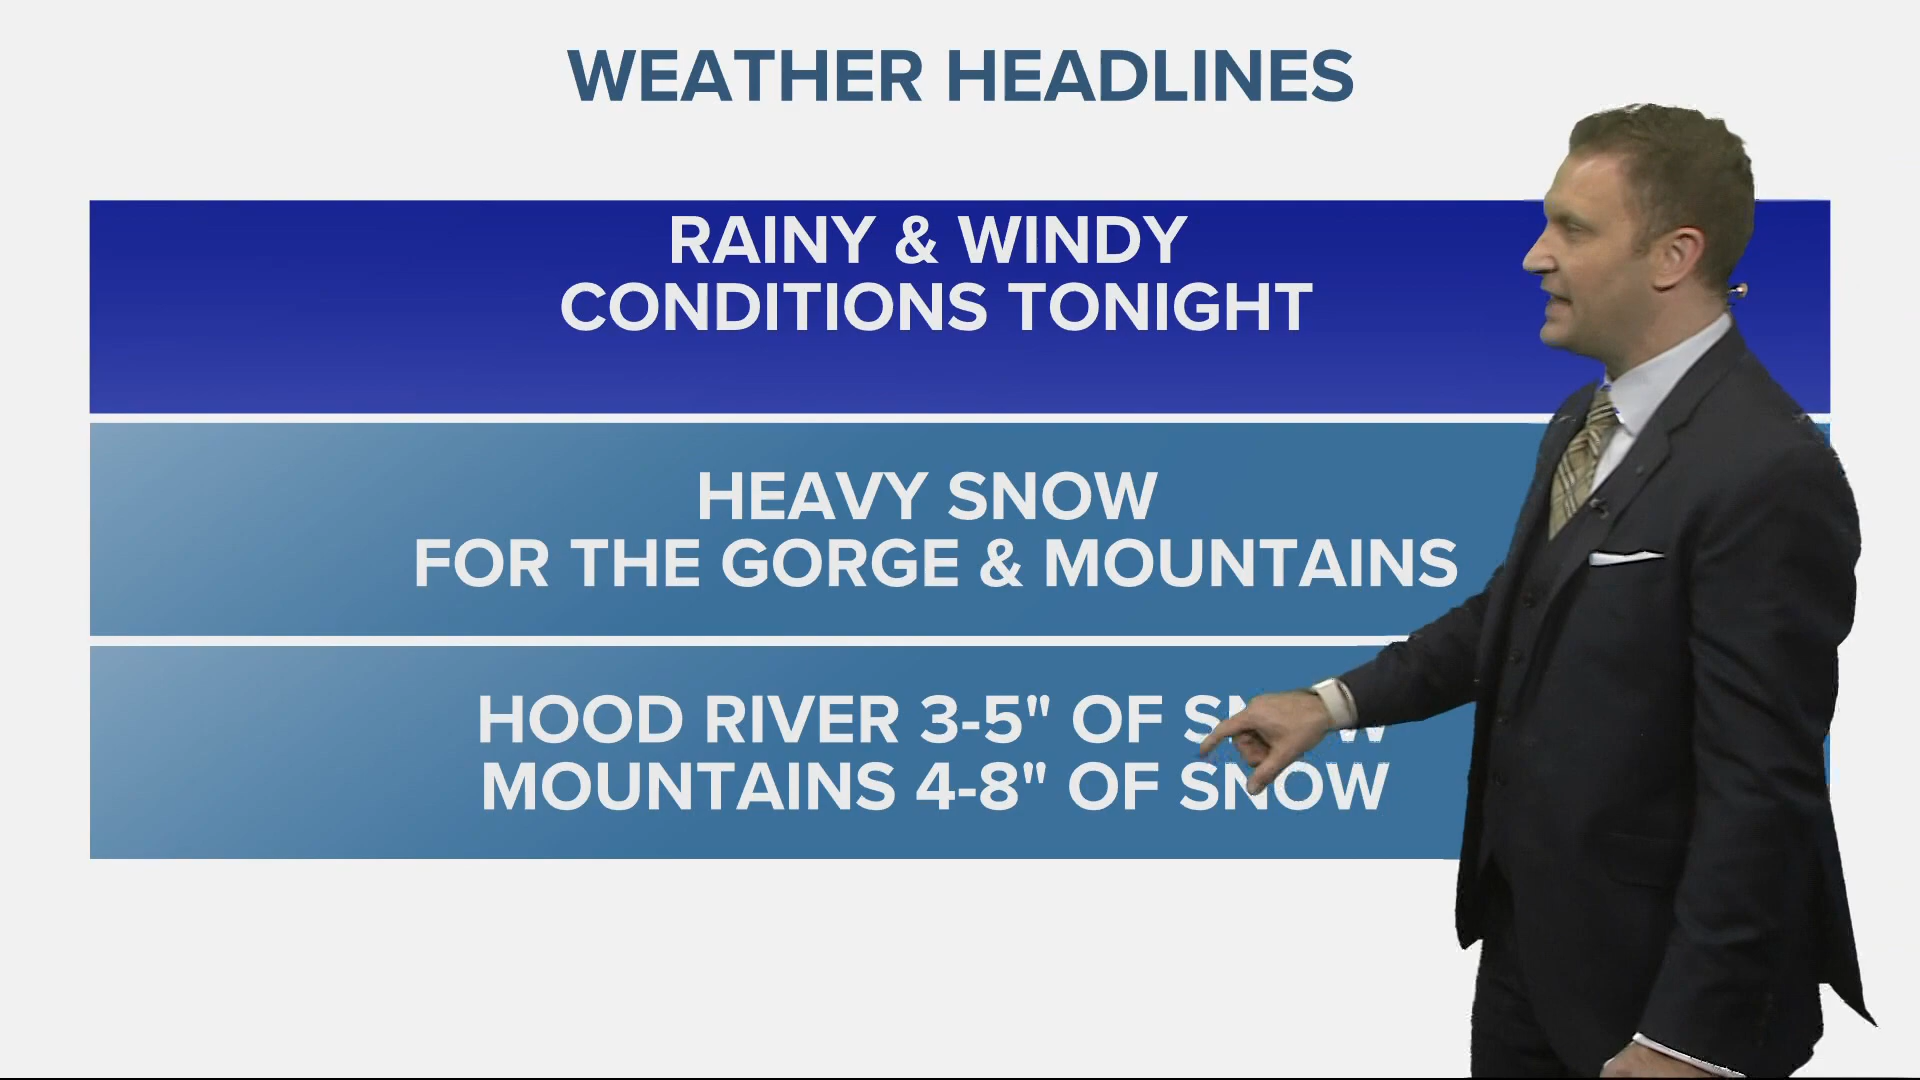 WEATHER HEADLINES
RAINY & WINDY
CONDITIONS TONIGHT
HEAVY SNOW
FOR THE GORGE & MOUNTAINS
HOOD RIVER 3-5" OF SNOW
MOUNTAINS 4-8" OF SNOW